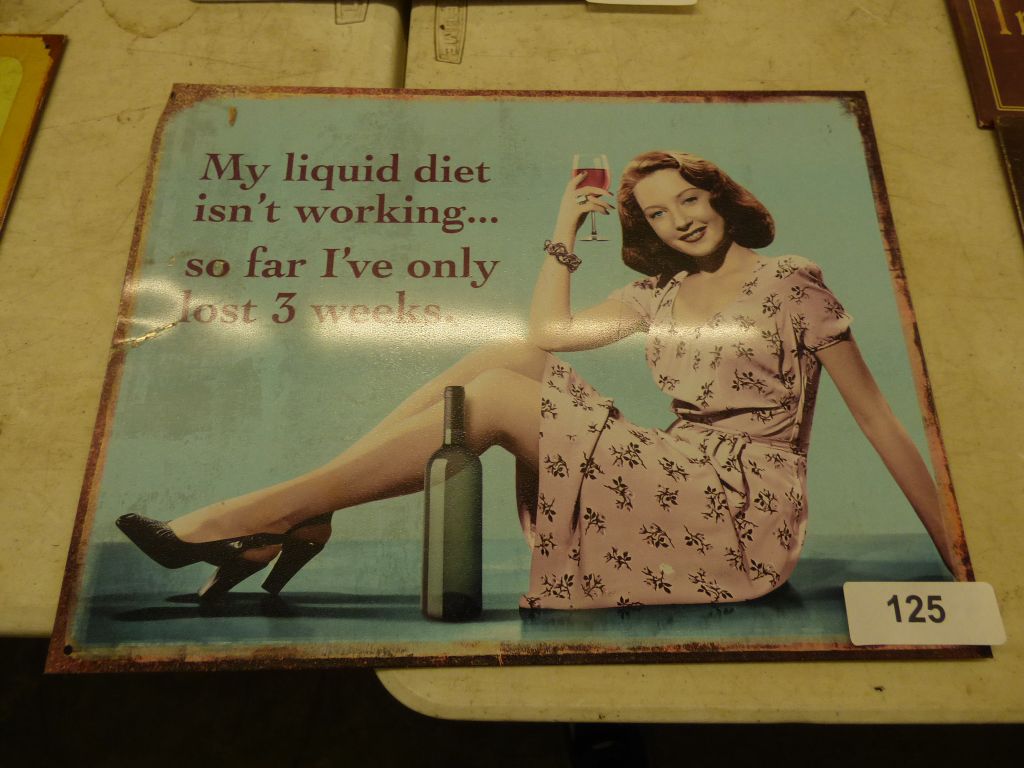 My liquid diet
isn't working...
so far I've only
lost 3 weeks.
125